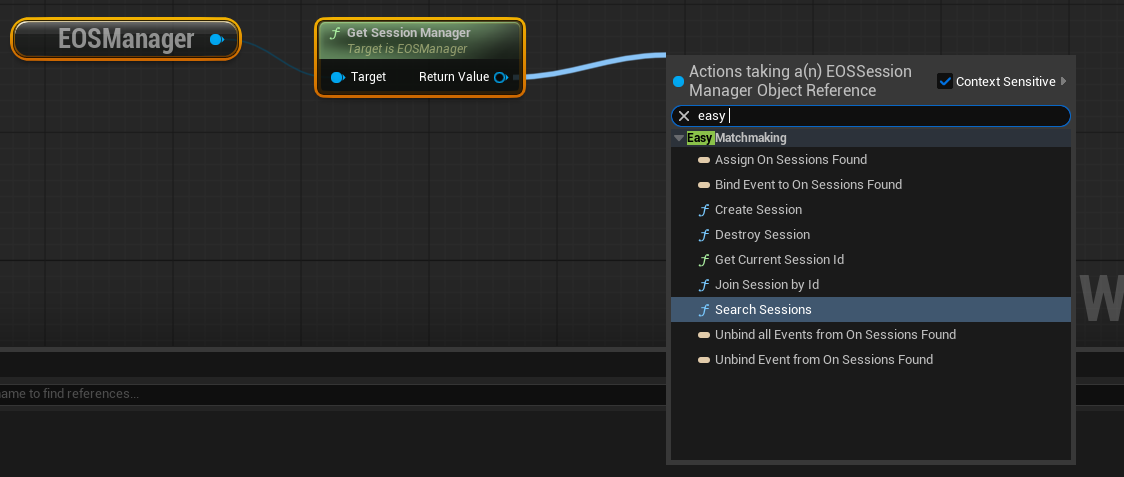 EOSManager
Get Session Manager
Target is EOSManager
Target
Return Value
Actions taking a(n) EOSSession
Manager Object Reference
Context Sensitive
easy
Easy Matchmaking
Assign On Sessions Found
Bind Event to On Sessions Found
Create Session
Destroy Session
Get Current Session Id
Join Session by Id
Search Sessions
Unbind all Events from On Sessions Found
Unbind Event from On Sessions Found
W
ame to find references...